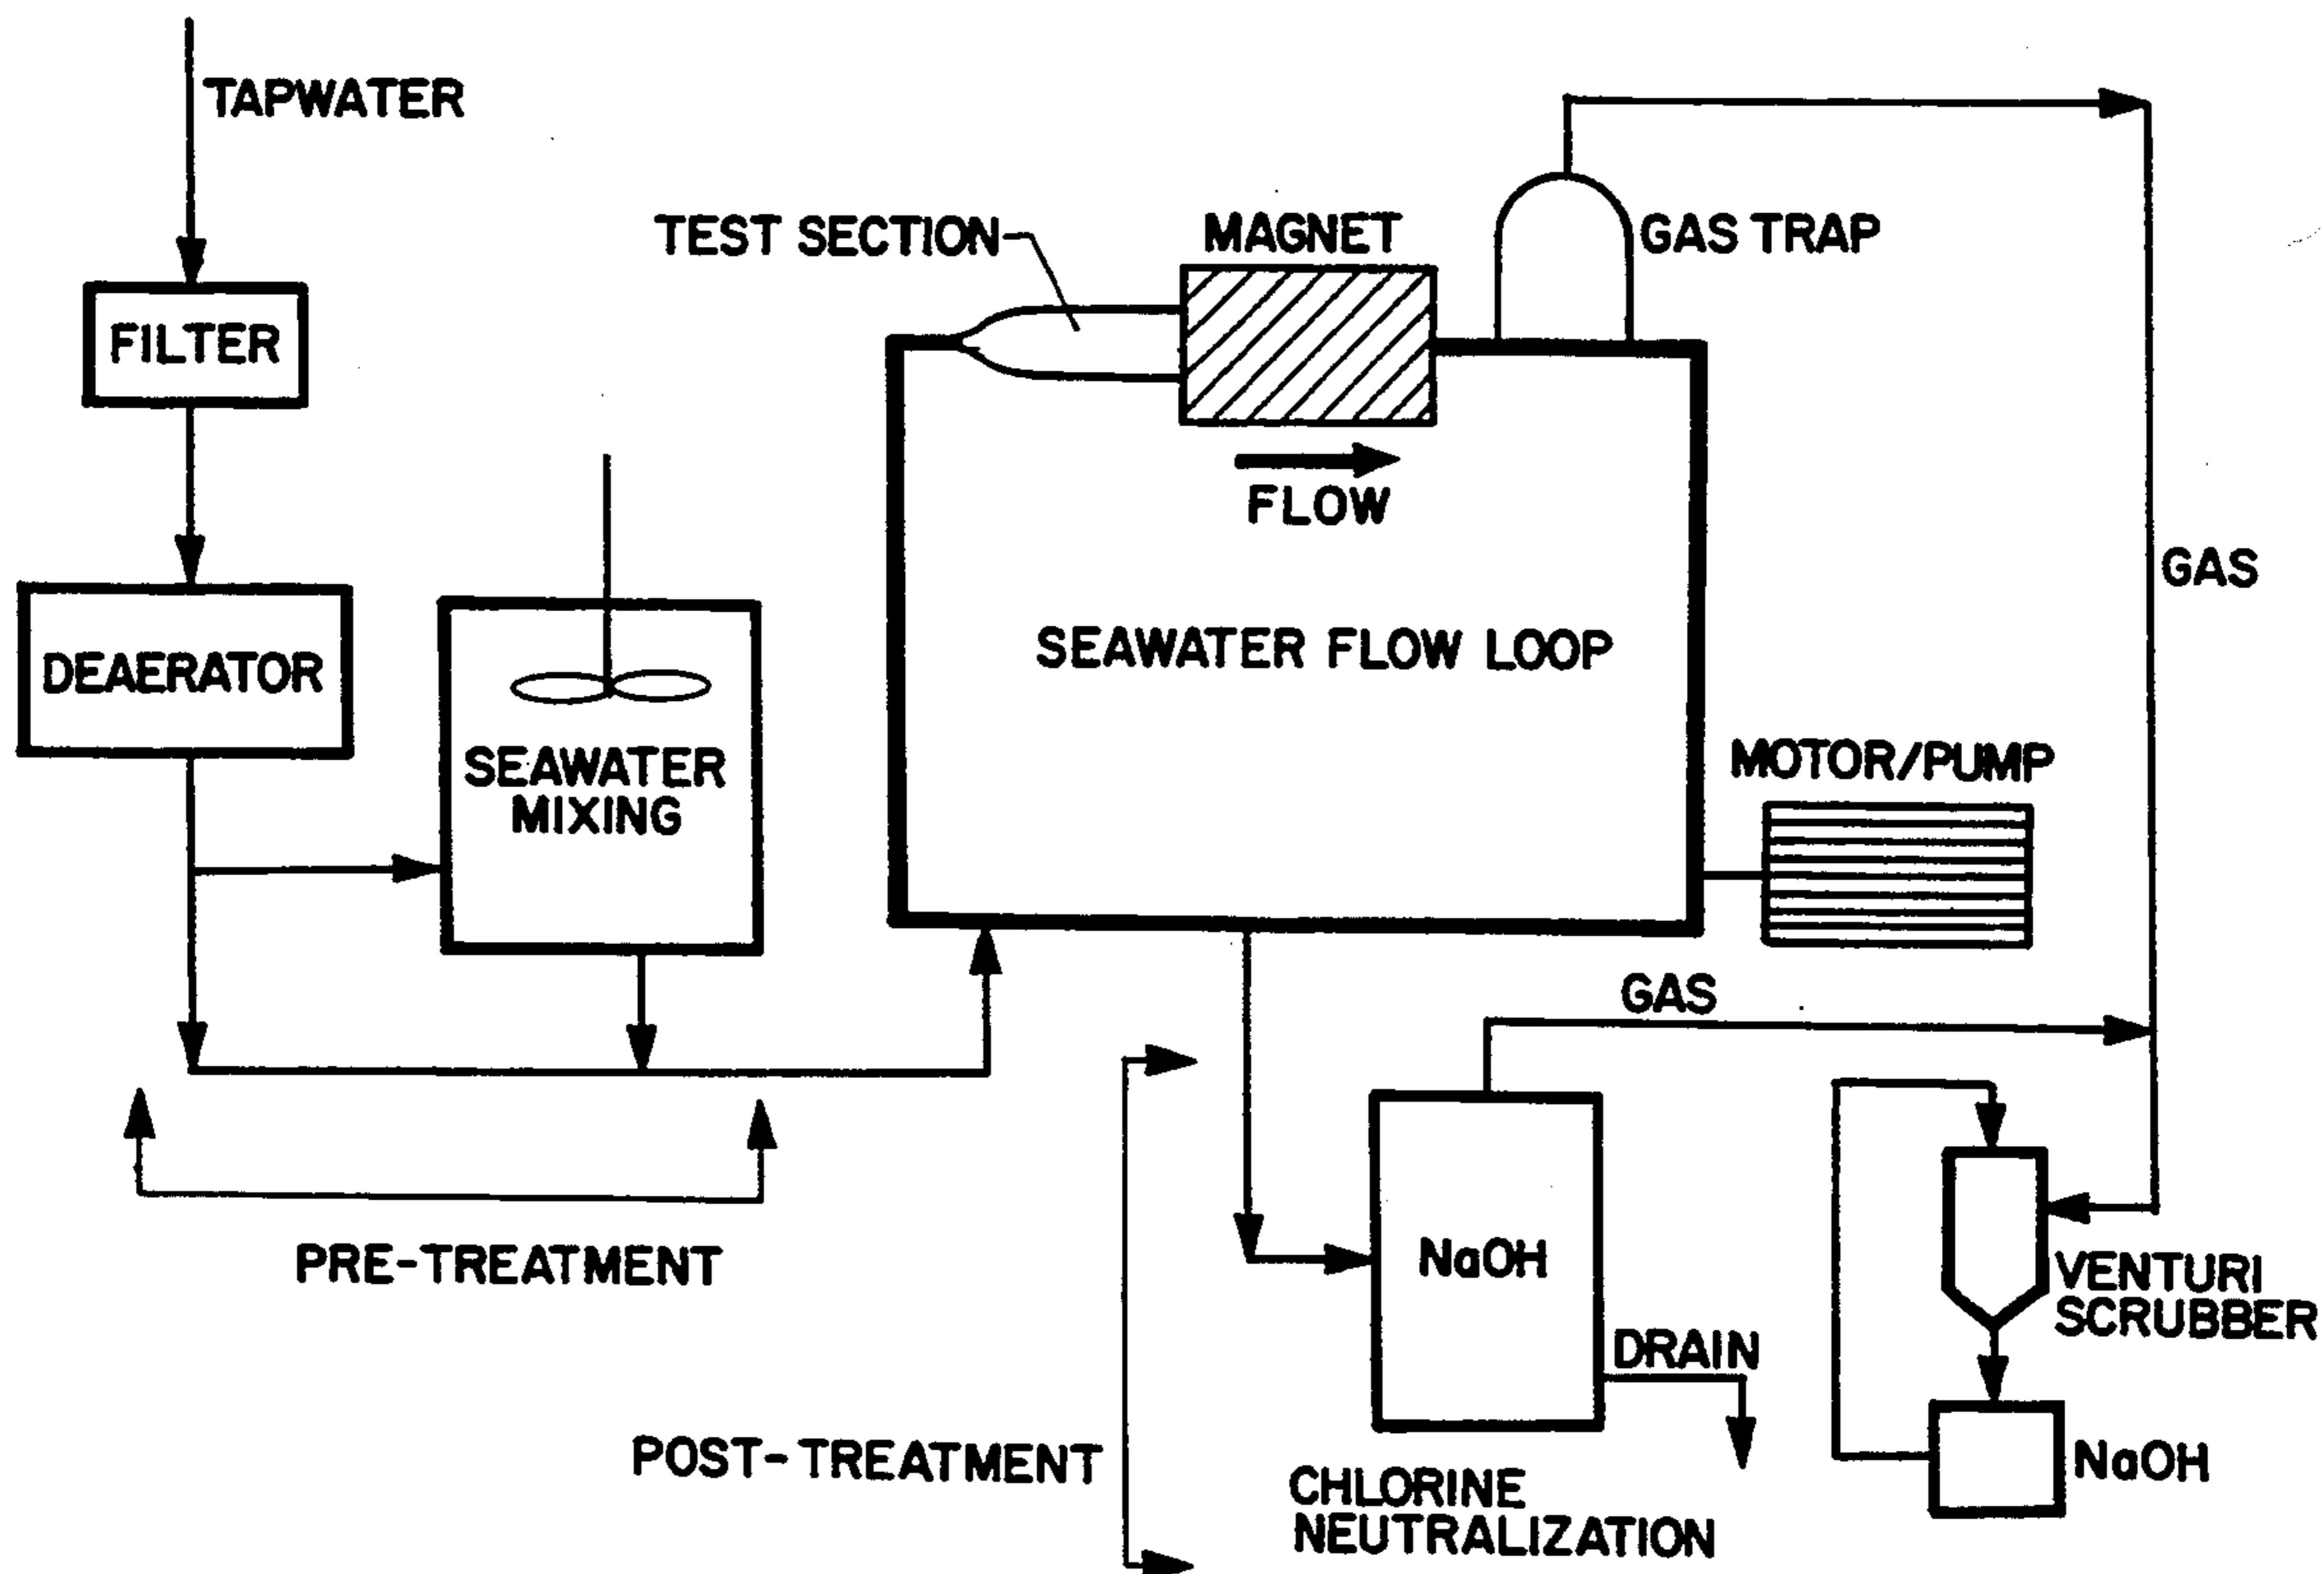 TAPWATER
TEST SECTION
MAGNET
GAS TRAP
FILTER
FLOW
GAS
DEAERATOR
SEAWATER FLOW LOOP
SEAWATER
MIXING
MOTOR/PUMP
GAS
PRE-TREATMENT
NaOH
VENTURI
SCRUBBER
DRAIN
POST-TREATMENT
NaOH
CHLORINE
NEUTRALIZATION